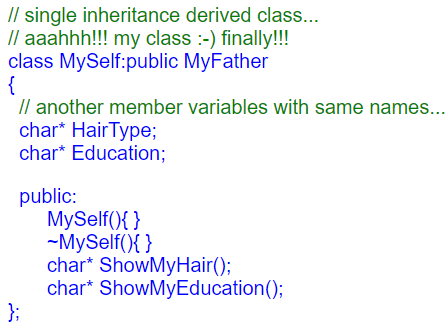 // single inheritance derived class...
// aaahhh!!! my class :-) finally!!!
class MySelf:public MyFather
{
// another member variables with same names...
char* HairType;
char* Education;
public:
MySelf(){ }
~MySelf(){ }
char* ShowMyHair();
char* ShowMyEducation();
};